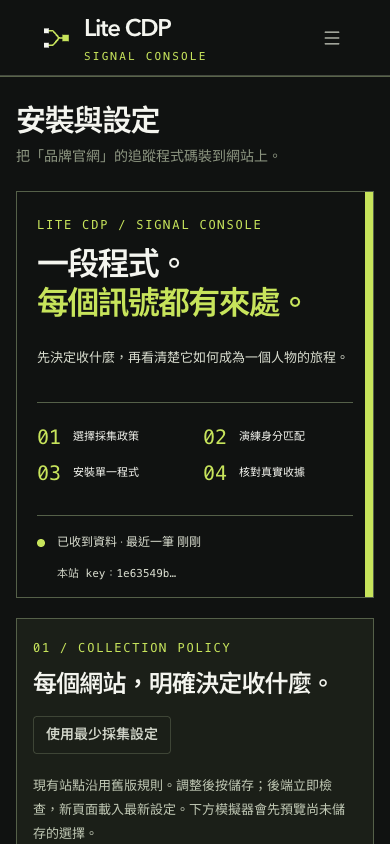 Lite CDP
SIGNAL CONSOLE
安裝與設定
把「品牌官網」的追蹤程式碼裝到網站上。
LITE CDP / SIGNAL CONSOLE
一段程式。
每個訊號都有來處。
先決定收什麼，再看清楚它如何成為一個人物的旅程。
01 選擇採集政策
02 演練身分匹配
03 安裝單一程式
04 核對真實收據
已收到資料 · 最近一筆 剛剛
本站 key：1e63549b…
01 / COLLECTION POLICY
每個網站，明確決定收什麼。
使用最少採集設定
現有站點沿用舊版規則。調整後按儲存；後端立即檢
查，新頁面載入最新設定。下方模擬器會先預覽尚未儲
存的選擇。